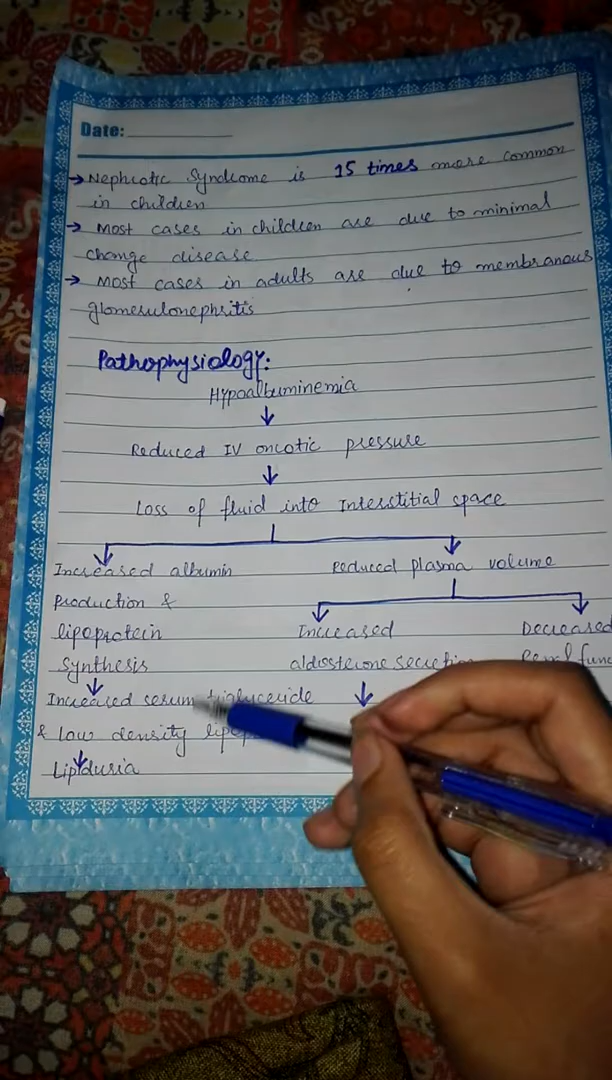 Date:
→ Nephrotic Syndrome is 15 times more common
in children
→ Most cases in children are due to minimal
change disease
→ Most cases in adults are due to membranous
glomerulonephritis
Pathophysiology:
Hypoalbuminemia
Reduced IV oncotic pressure
Loss of fluid into Interstitial space
Increased albumin
production &
lipoprotein
synthesis
Increased serum triglyceride
& low density
Lipiduria
Reduced plasma volume
Increased
aldosterone
Decreased
Renal